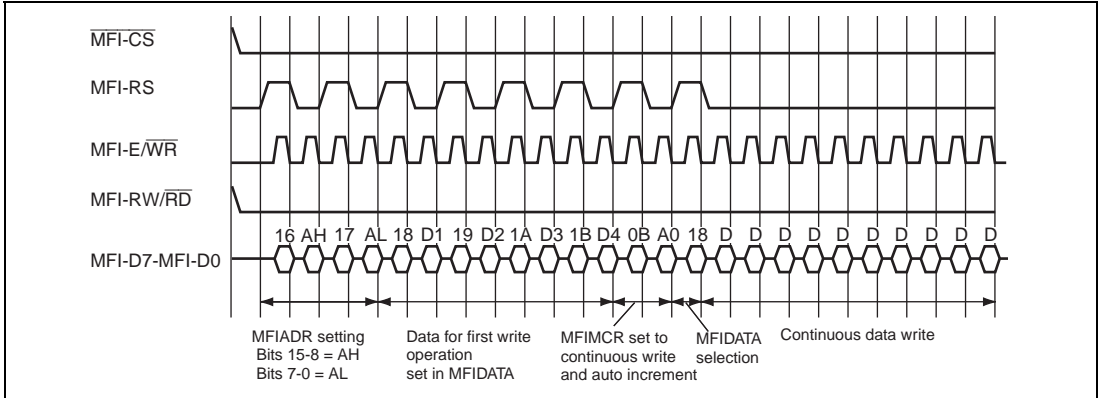 MFI-CS
MFI-RS
MFI-E/WR
MFI-RW/RD
16 AH 17 AL 18 D1 19 D2 1A D3 1B D4 0B A0 18 D D D D D D D D D D
MFI-D7-MFI-D0
MFIADR setting
Bits 15-8 = AH
Bits 7-0 = AL
Data for first write
operation
set in MFIDATA
MFIMCR set to
continuous write
and auto increment
MFIDATA
selection
Continuous data write